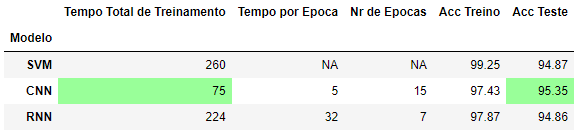 Tempo Total de Treinamento Tempo por Epoca Nr de Epocas Acc Treino Acc Teste
Modelo
SVM 260 NA NA 99.25 94.87
CNN 75 5 15 97.43 95.35
RNN 224 32 7 97.87 94.86